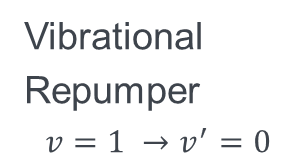 Vibrational
Repumper
𝑣 = 1 → 𝑣′ = 0